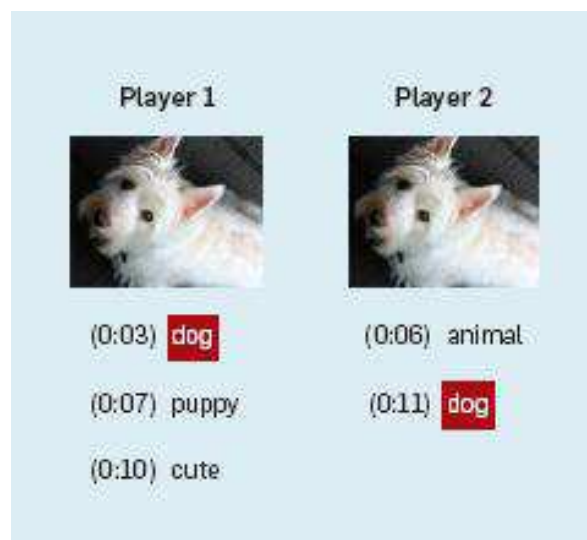 Player 1
Player 2
(0:03) dog
(0:06) animal
(0:07) puppy
(0:11) dog
(0:10) cute